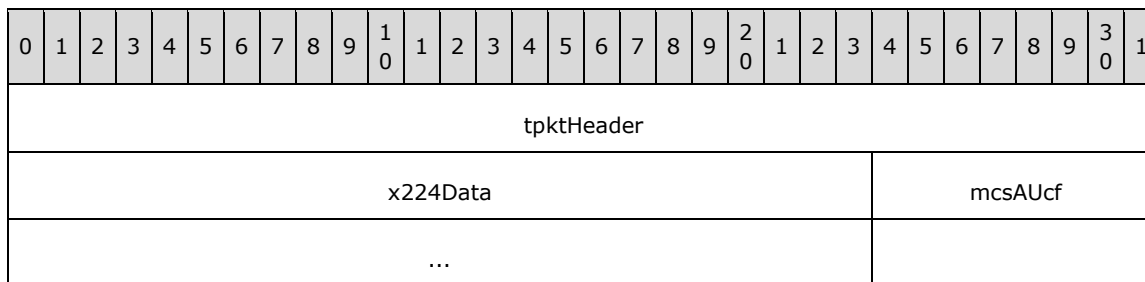 0 1 2 3 4 5 6 7 8 9 1 0 1 2 3 4 5 6 7 8 9 2 0 1 2 3 4 5 6 7 8 9 3 0 1
tpktHeader
x224Data mcsAUcf
...